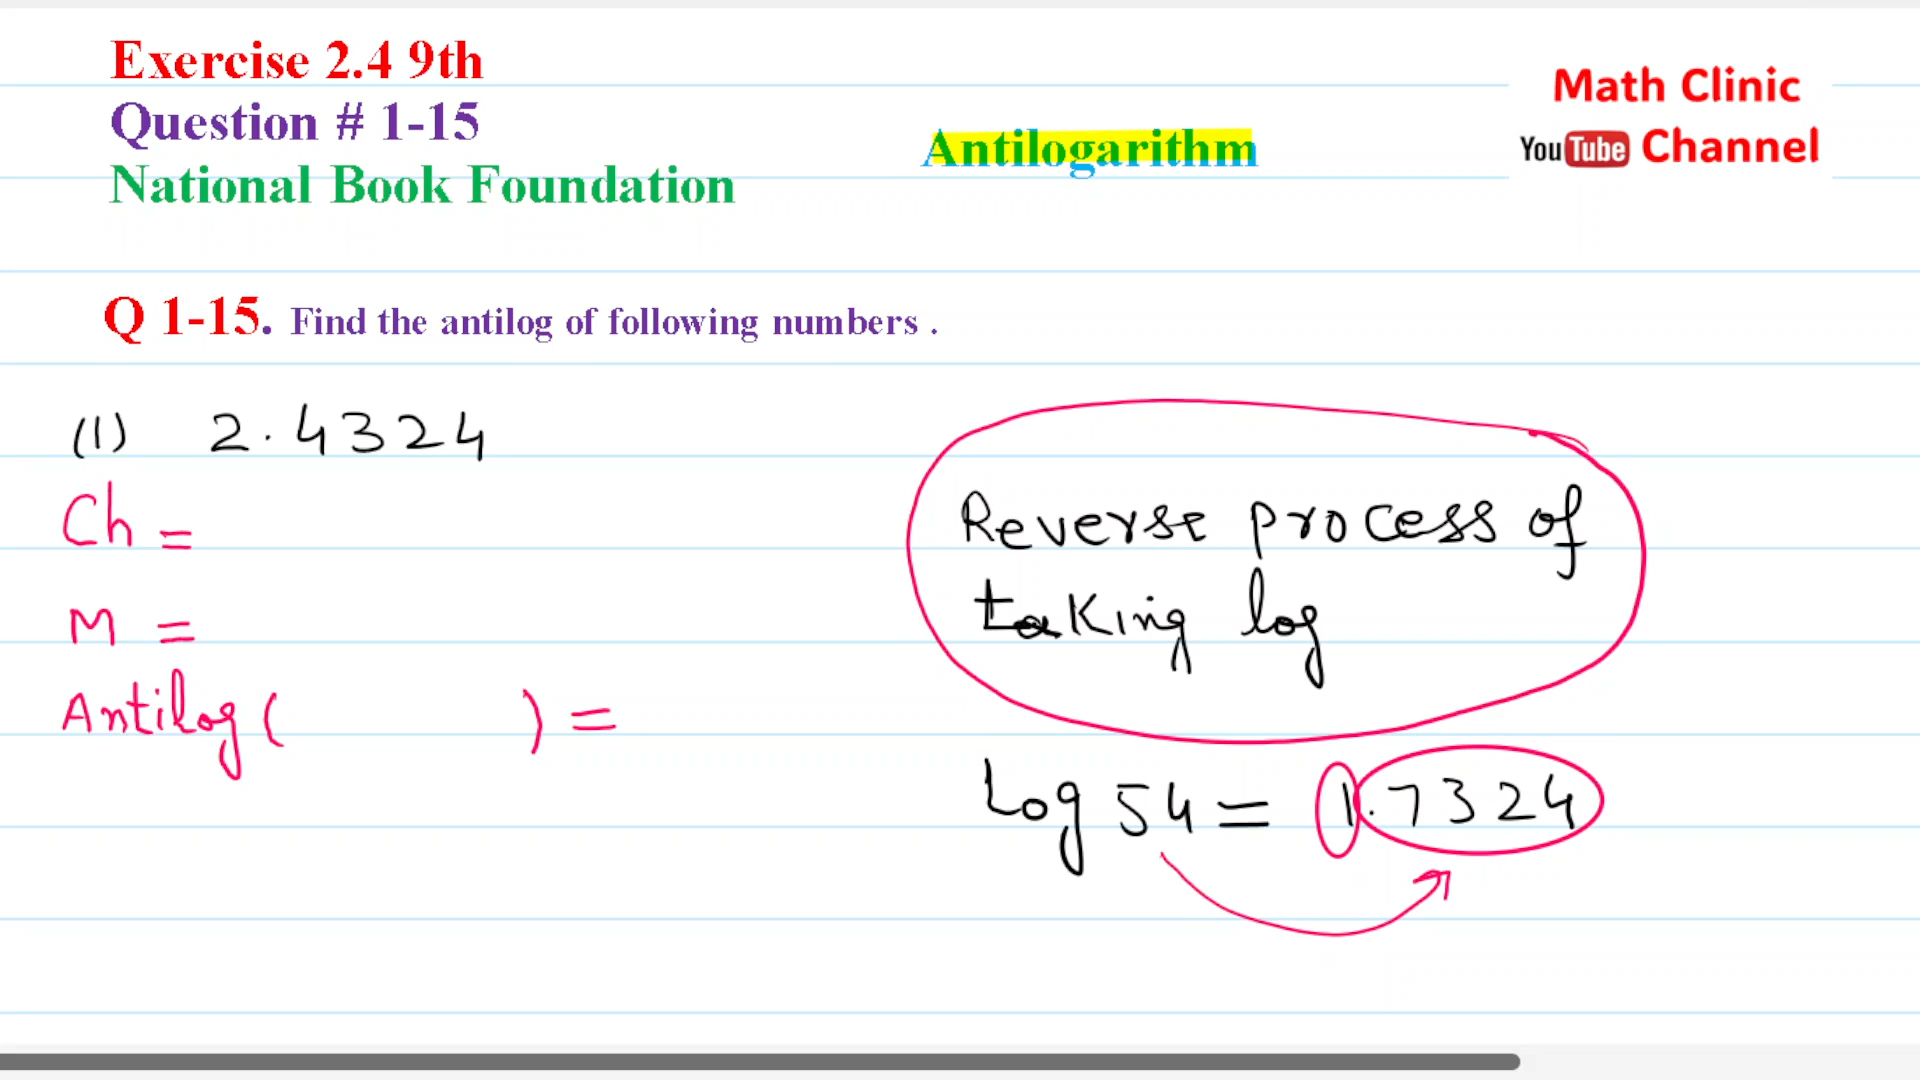 Exercise 2.4 9th
Question # 1-15
National Book Foundation
Antilogarithm
Math Clinic
YouTube Channel
Q 1-15. Find the antilog of following numbers .
(1) 2.4324
Ch =
M =
Antilog( ) =
Reverse process of
taking log
Log 54 = 1.7324